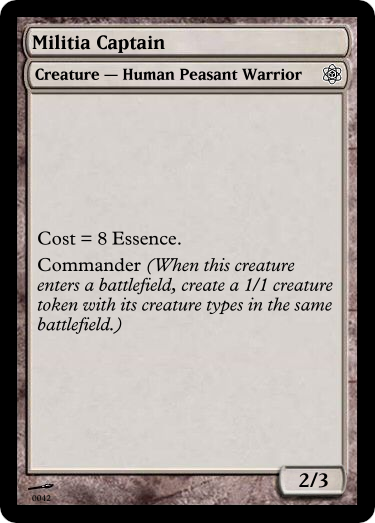 Militia Captain
Creature — Human Peasant Warrior
Cost = 8 Essence.
Commander (When this creature
enters a battlefield, create a 1/1 creature
token with its creature types in the same
battlefield.)
2/3
0042